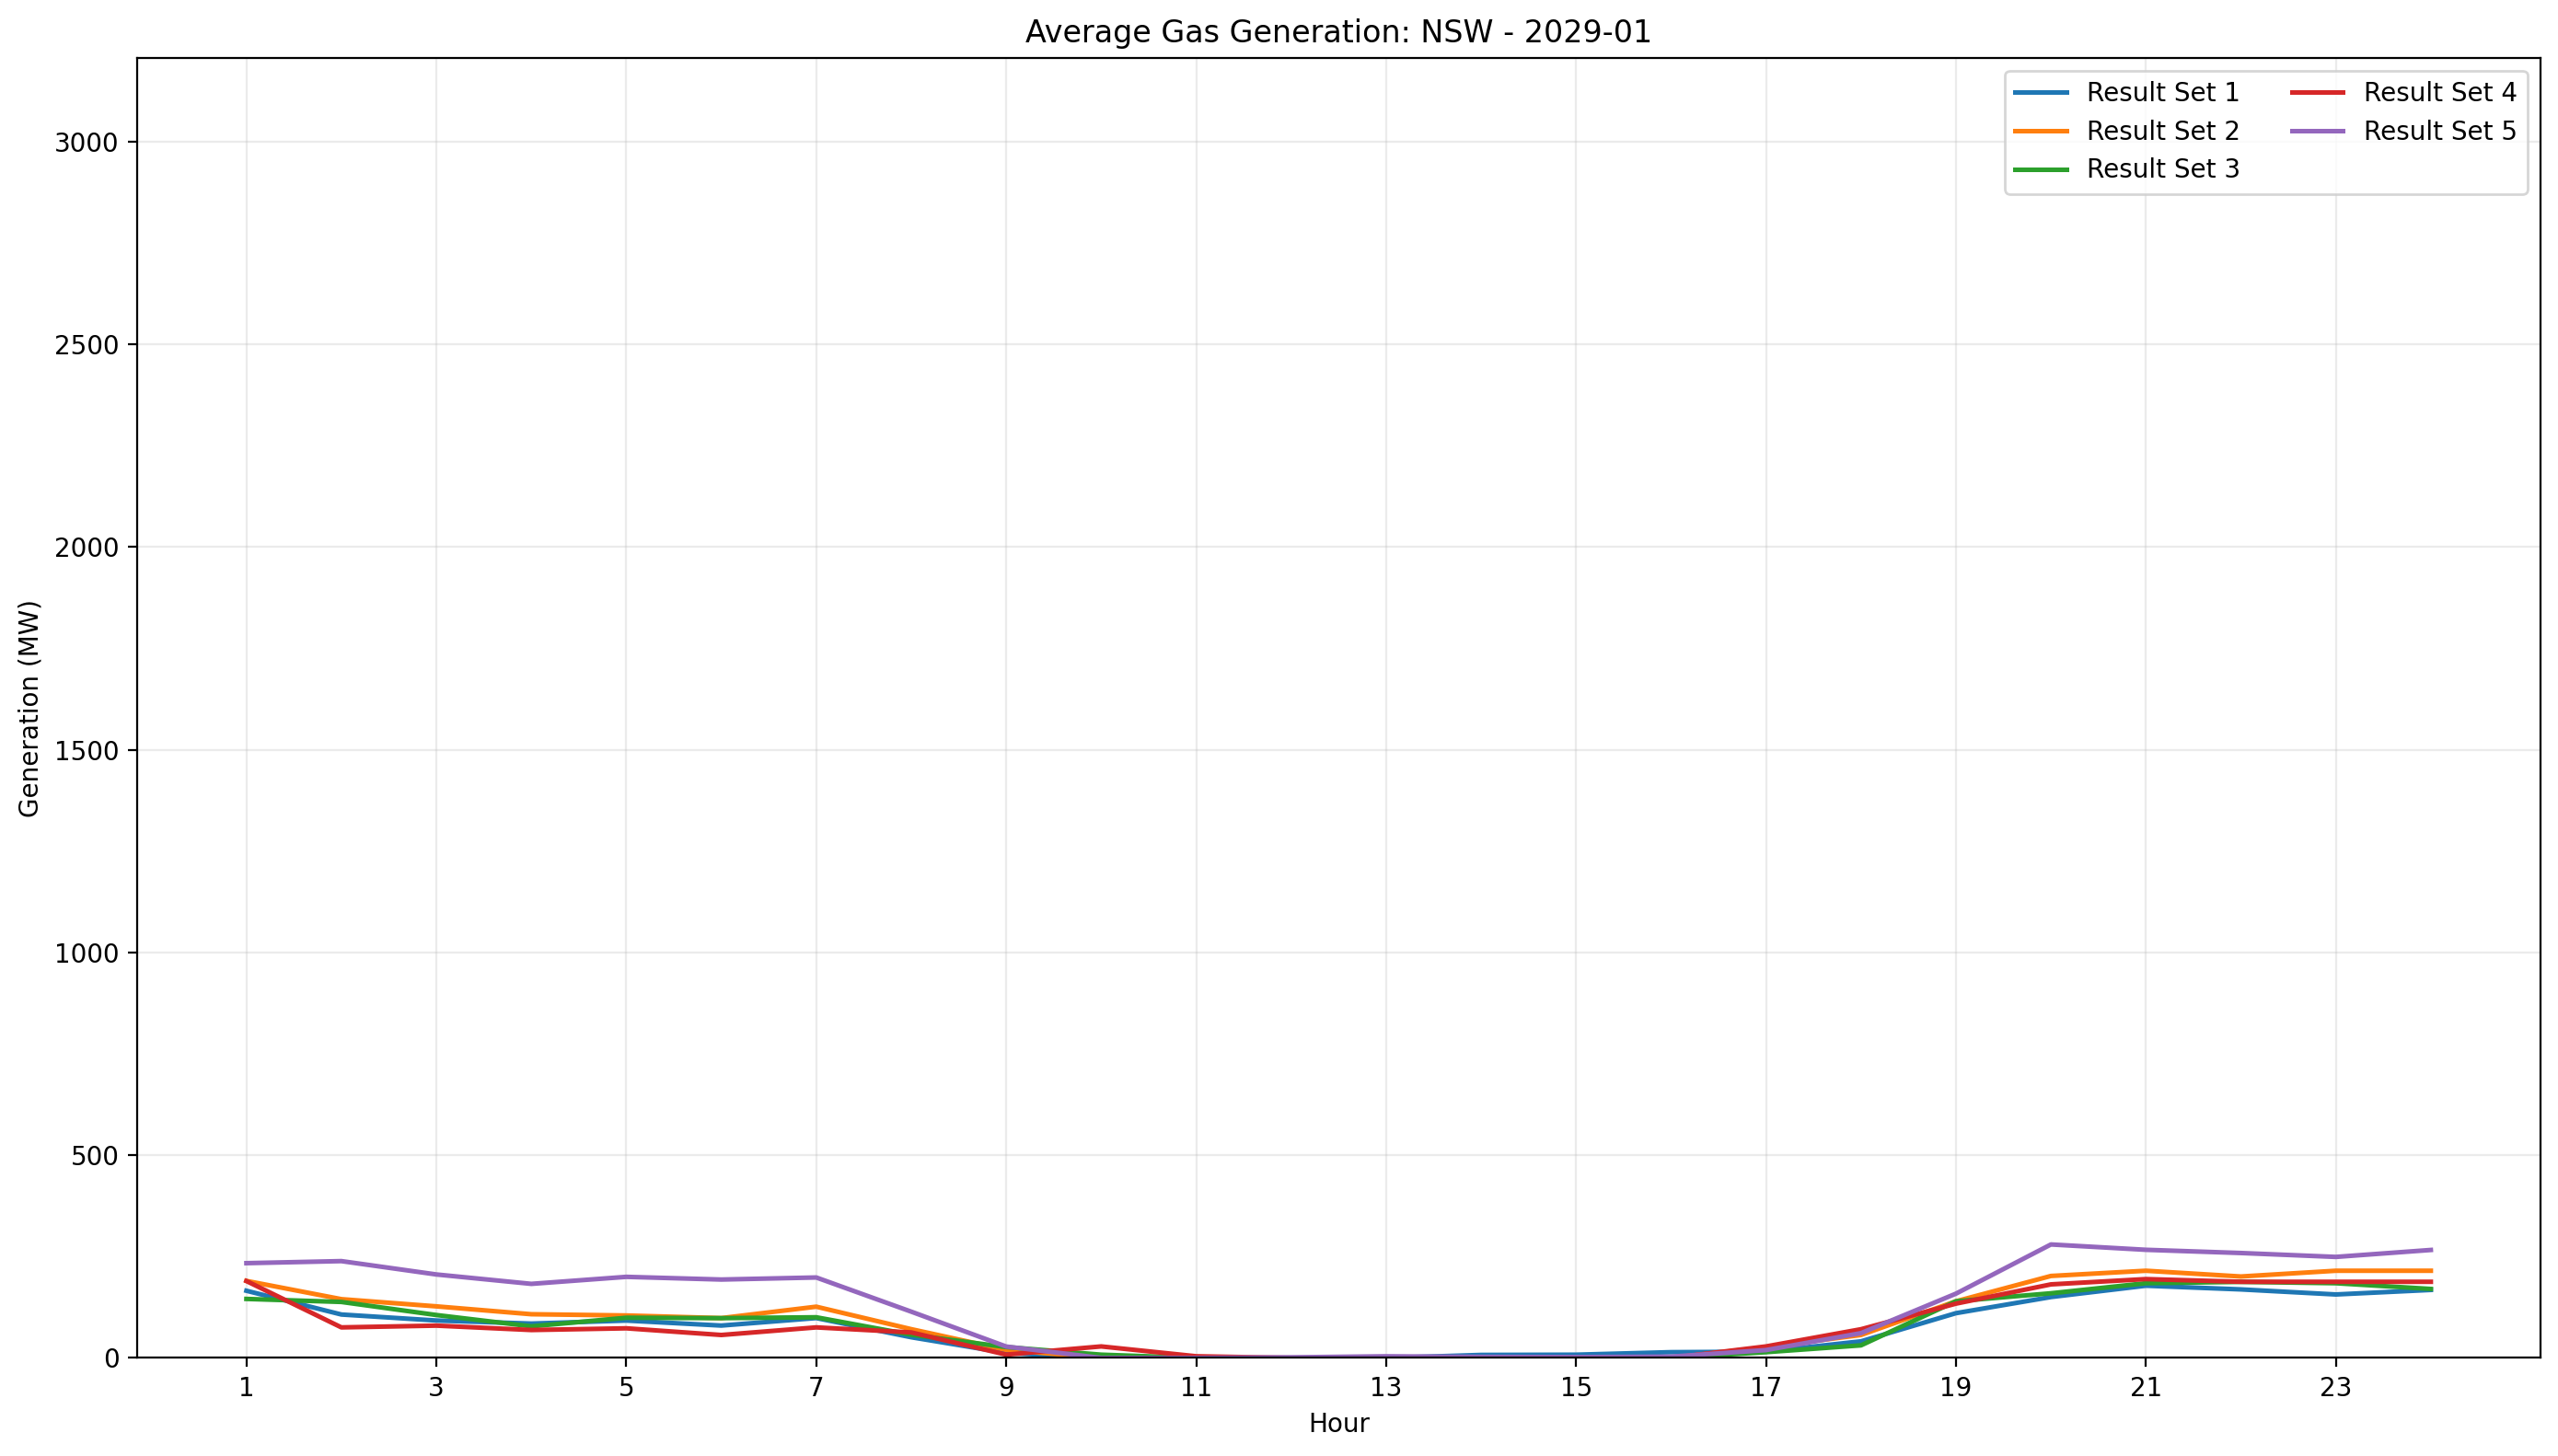 Average Gas Generation: NSW - 2029-01
Result Set 1
Result Set 2
Result Set 3
Result Set 4
Result Set 5
Generation (MW)
3000
2500
2000
1500
1000
500
0
1 3 5 7 9 11 13 15 17 19 21 23
Hour